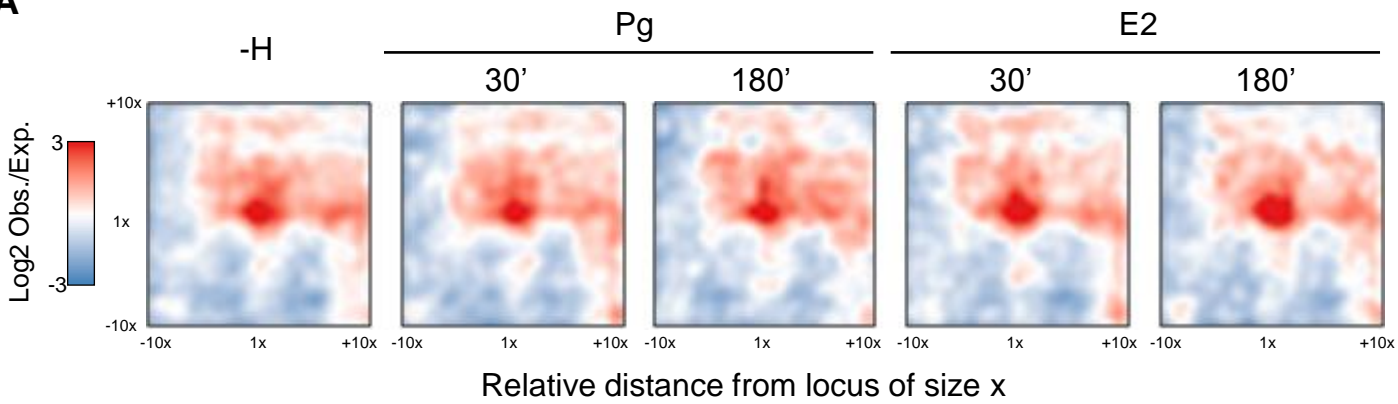 A
-H
Pg
E2
30’
180’
30’
180’
Log2 Obs./Exp.
3
-3
+10x
1x
-10x
-10x
1x
+10x
-10x
1x
+10x
-10x
1x
+10x
-10x
1x
+10x
-10x
1x
+10x
Relative distance from locus of size x